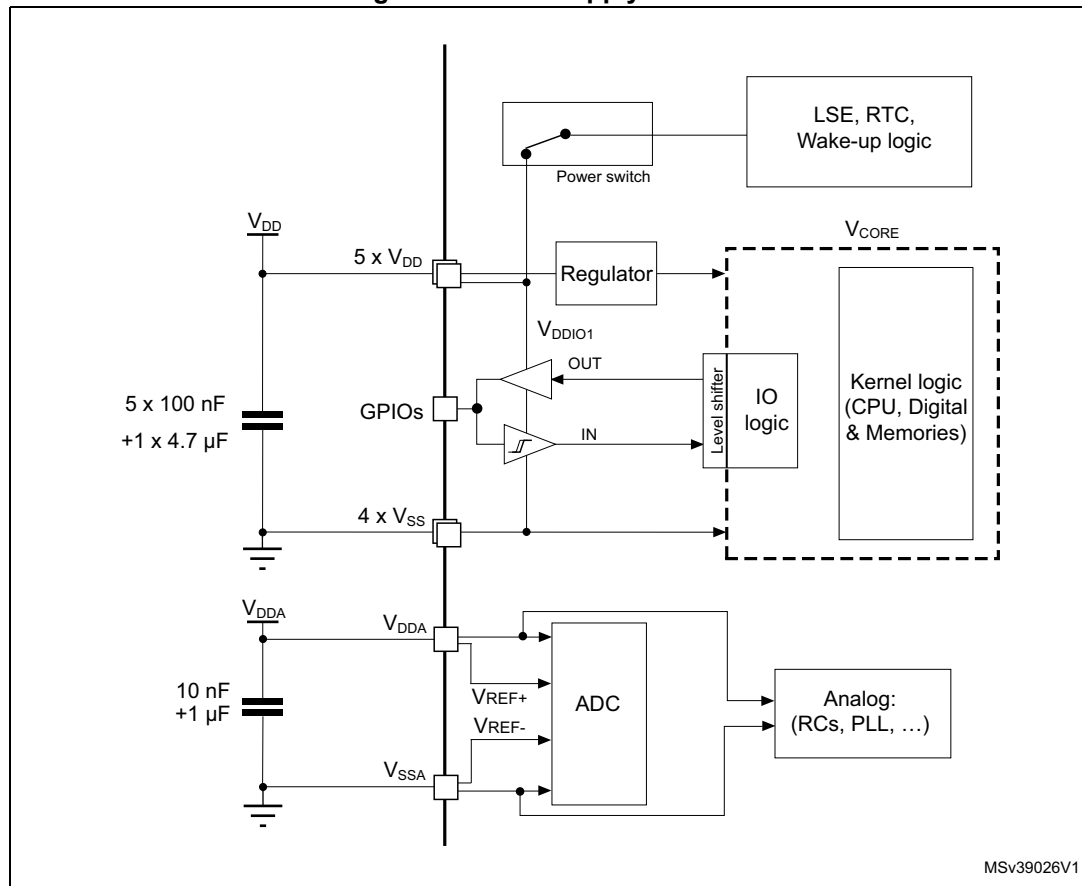 LSE, RTC,
Wake-up logic
Power switch
VDD
VCORE
5 x VDD
Regulator
VDDIO1
OUT
5 x 100 nF
+1 x 4.7 µF
GPIOs
Level shifter
IO
logic
Kernel logic
(CPU, Digital
& Memories)
IN
4 x VSS
VDDA
VDDA
10 nF
+1 µF
VREF+
ADC
VREF-
Analog:
(RCs, PLL, …)
VSSA
MSv39026V1